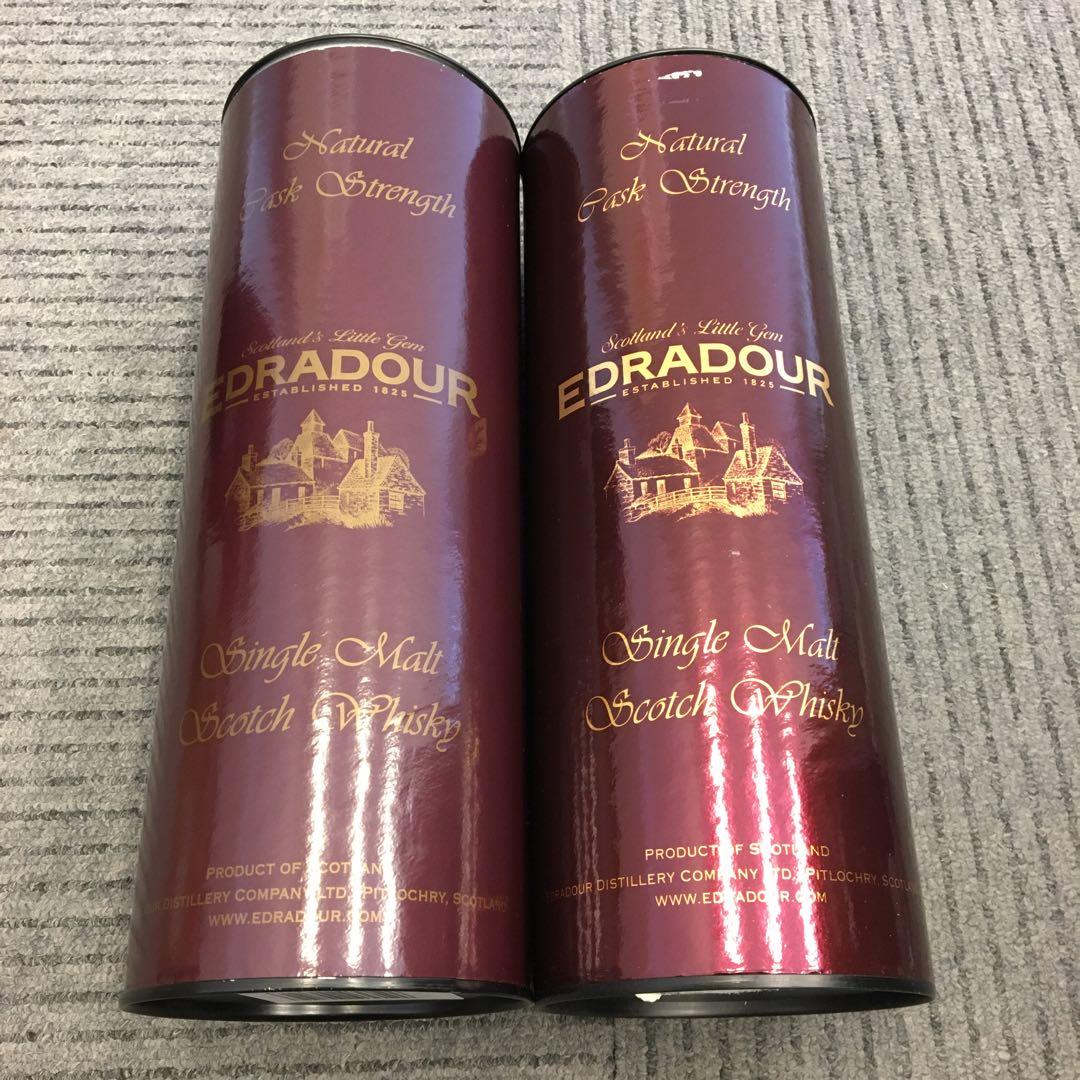 Natural
Cask Strength
Scotland's Little Gem
EDRADOUR
ESTABLISHED 1825
Single Malt
Scotch Whisky
PRODUCT OF SCOTLAND
DISTILLERY COMPANY LTD, PITLOCHRY, SCOTLAND
WWW.EDRADOUR.COM
Natural
Cask Strength
Scotland's Little Gem
EDRADOUR
ESTABLISHED 1825
Single Malt
Scotch Whisky
PRODUCT OF SCOTLAND
EDRADOUR DISTILLERY COMPANY LTD, PITLOCHRY, SCOTLAND
WWW.EDRADOUR.COM